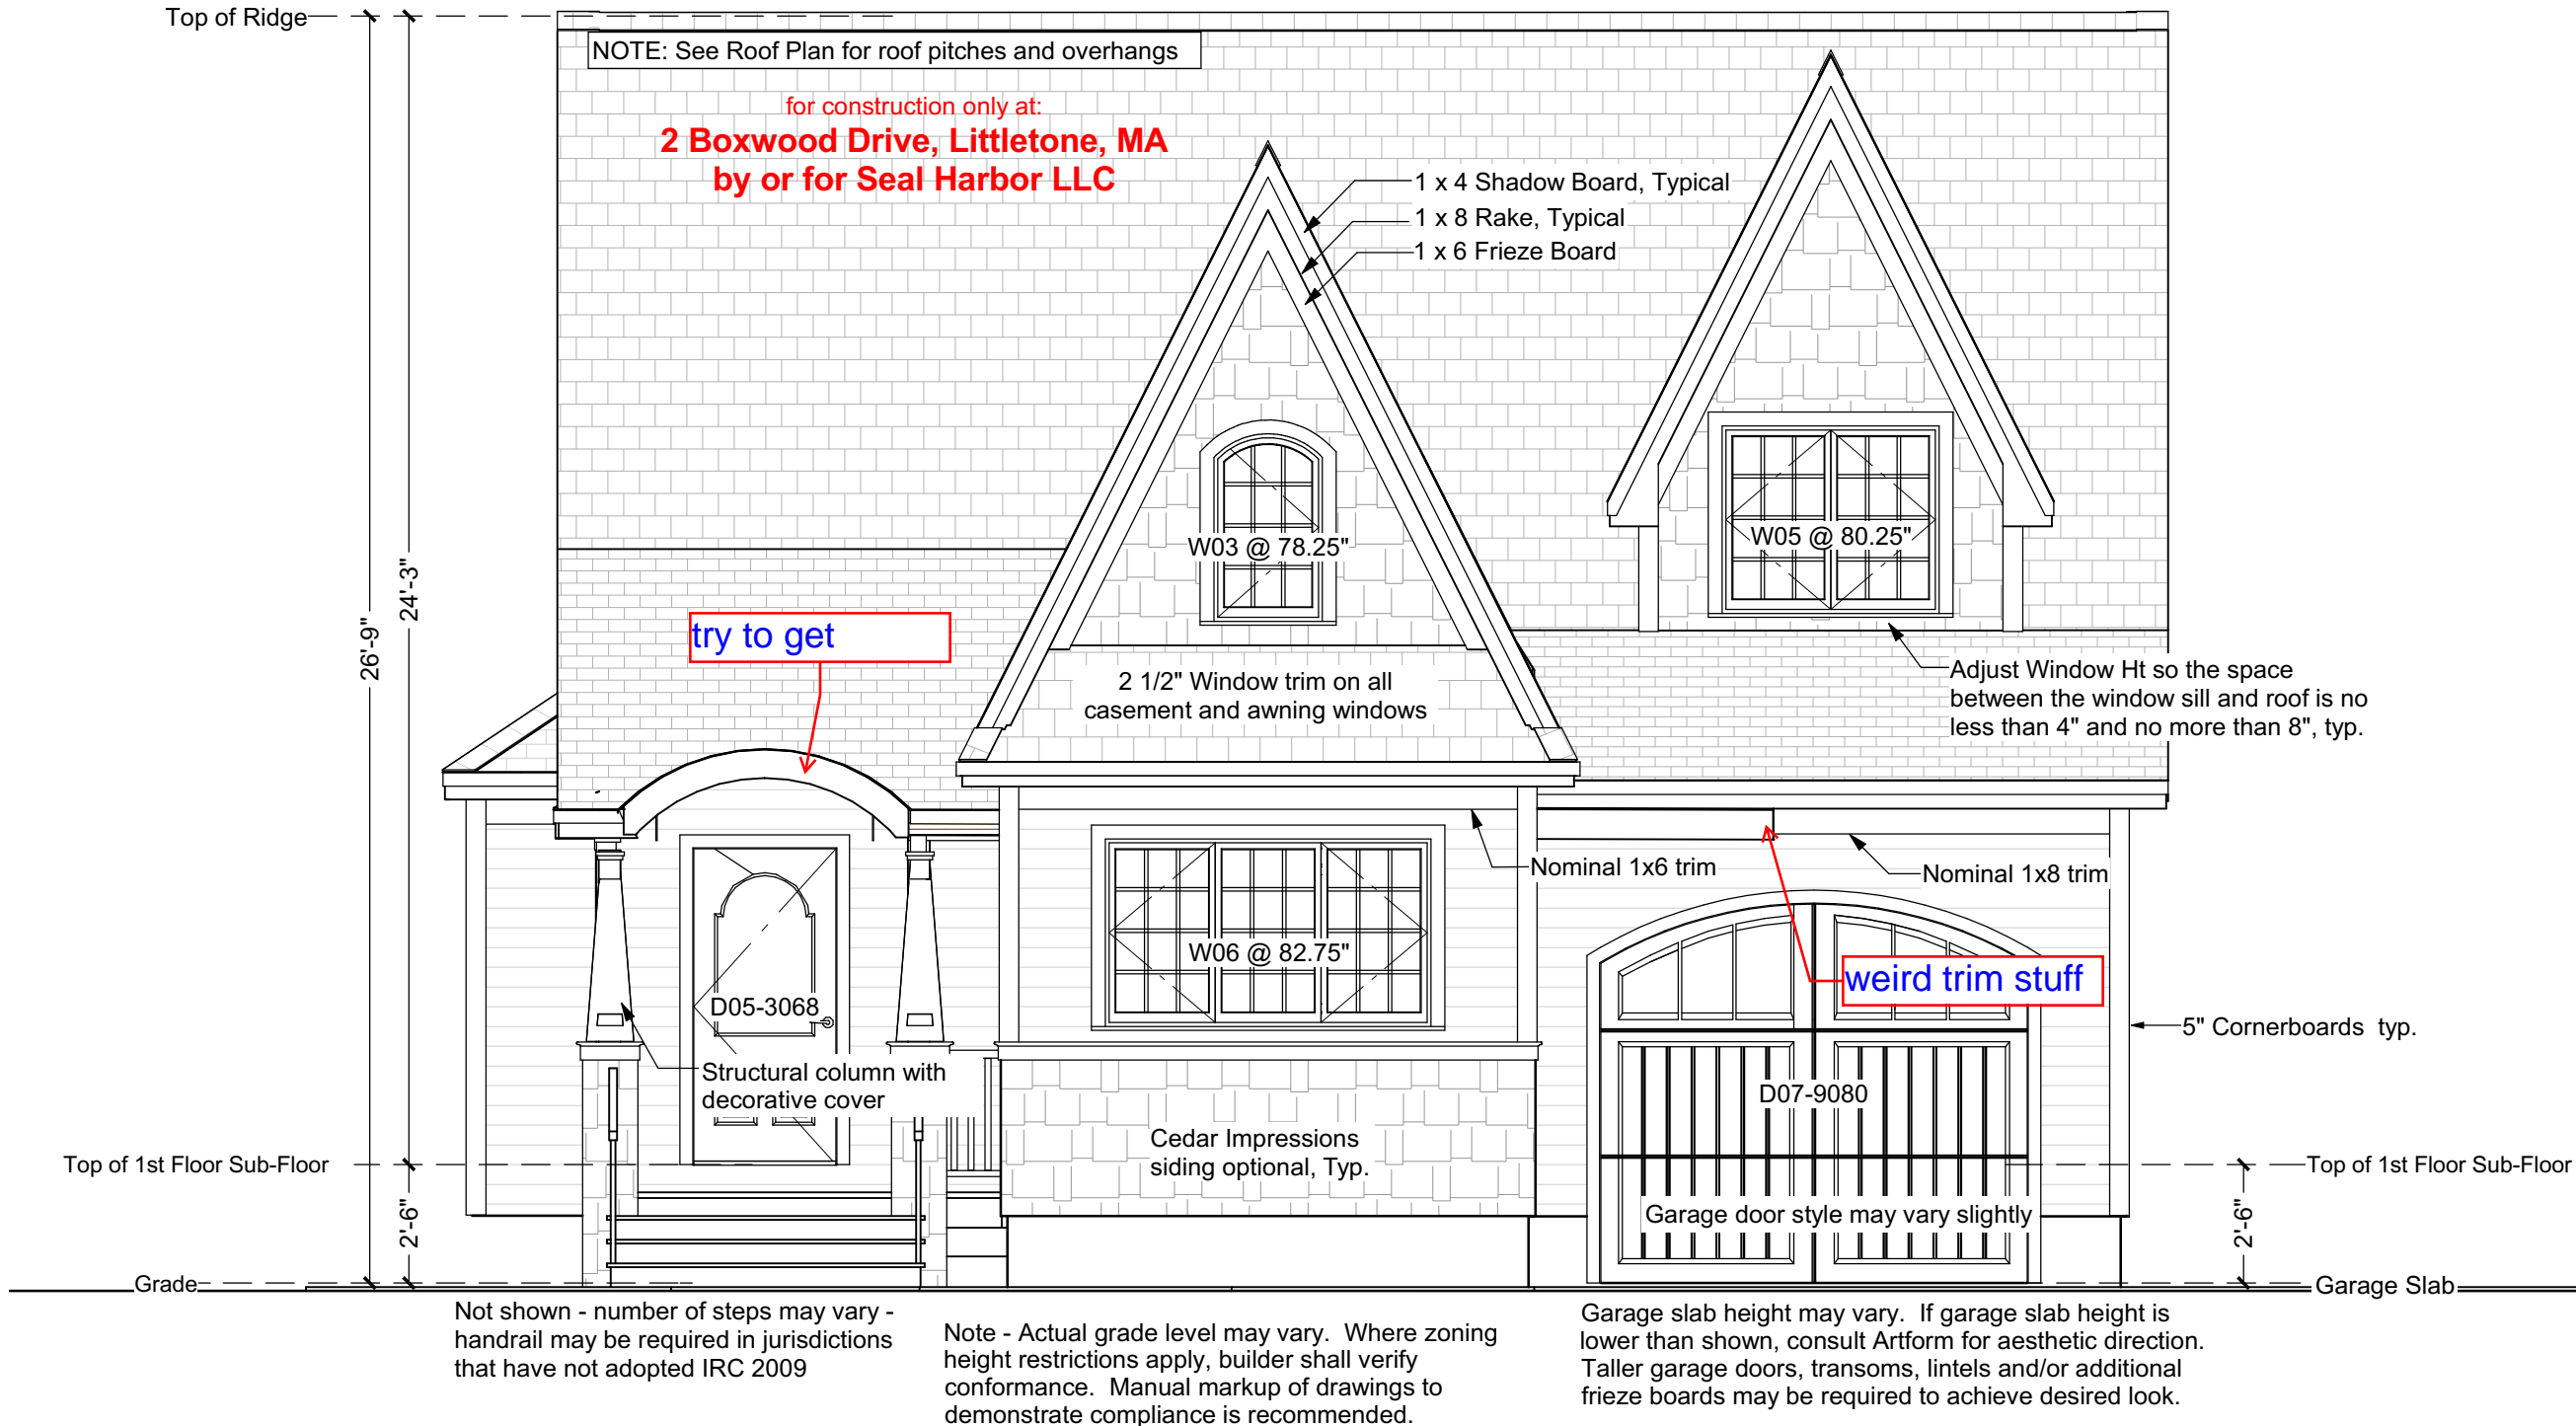 Top of Ridge
NOTE: See Roof Plan for roof pitches and overhangs
for construction only at:
2 Boxwood Drive, Littletone, MA
by or for Seal Harbor LLC
1 x 4 Shadow Board, Typical
1 x 8 Rake, Typical
1 x 6 Frieze Board
W03 @ 78.25"
W05 @ 80.25"
26'-9"
24'-3"
try to get
2 1/2" Window trim on all
casement and awning windows
Adjust Window Ht so the space
between the window sill and roof is no
less than 4" and no more than 8", typ.
Nominal 1x6 trim
Nominal 1x8 trim
W06 @ 82.75"
weird trim stuff
D05-3068
5" Cornerboards  typ.
Structural column with
decorative cover
D07-9080
Cedar Impressions
siding optional, Typ.
Top of 1st Floor Sub-Floor
Top of 1st Floor Sub-Floor
Garage door style may vary slightly
2'-6"
2'-6"
Grade
Garage Slab
Not shown - number of steps may vary -
handrail may be required in jurisdictions
that have not adopted IRC 2009
Note - Actual grade level may vary.  Where zoning
height restrictions apply, builder shall verify
conformance.  Manual markup of drawings to
demonstrate compliance is recommended.
Garage slab height may vary.  If garage slab height is
lower than shown, consult Artform for aesthetic direction.
Taller garage doors, transoms, lintels and/or additional
frieze boards may be required to achieve desired look.